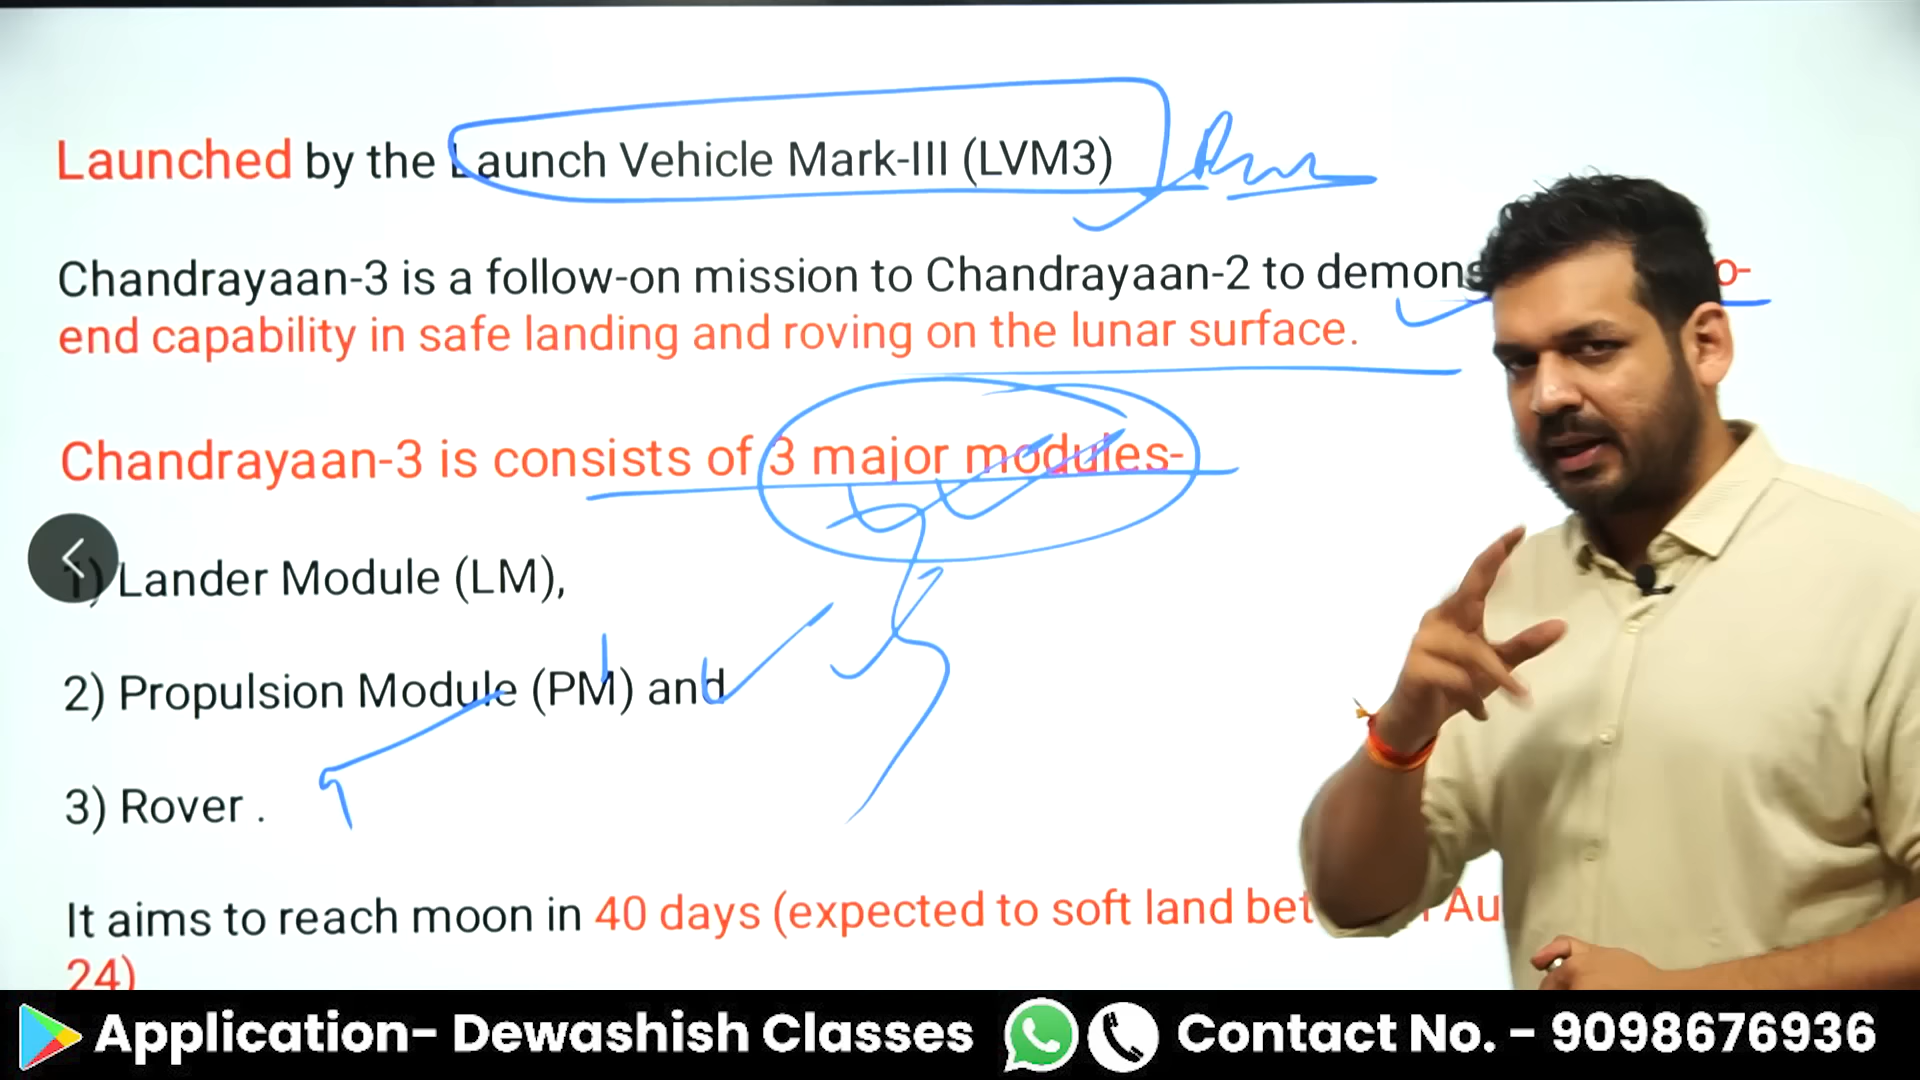 Launched by the Launch Vehicle Mark-III (LVM3)
Chandrayaan-3 is a follow-on mission to Chandrayaan-2 to demons o-
end capability in safe landing and roving on the lunar surface.
Chandrayaan-3 is consists of 3 major modules-
1) Lander Module (LM),
2) Propulsion Module (PM) and
3) Rover .
It aims to reach moon in 40 days (expected to soft land bet Au
24)
Application- Dewashish Classes Contact No. - 9098676936